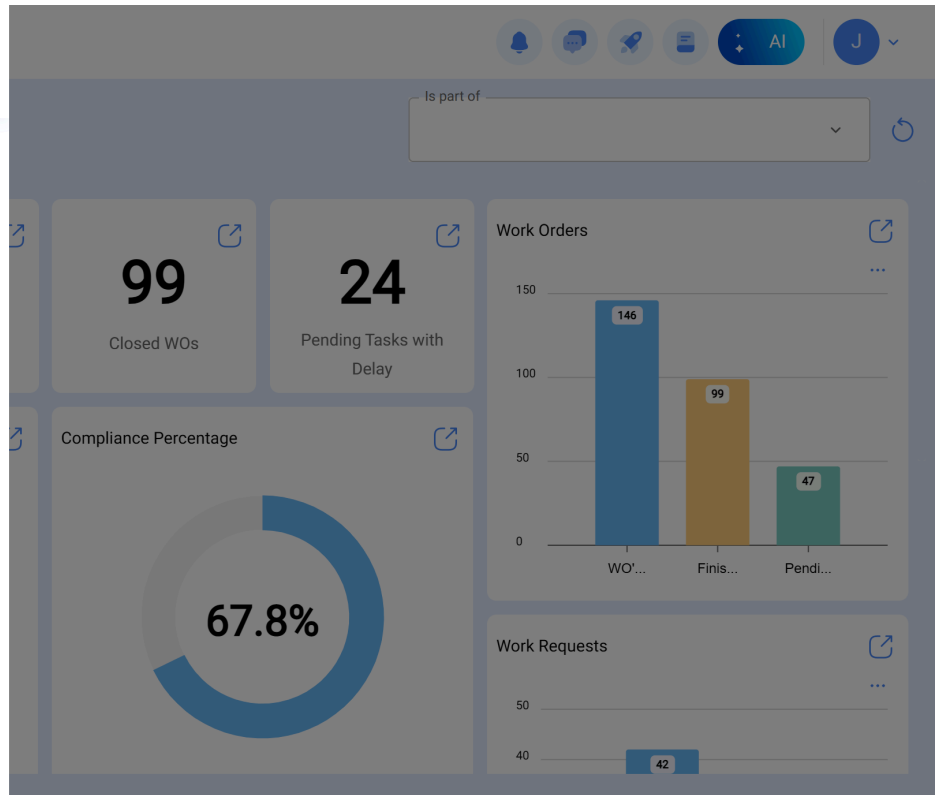 AI
J
Is part of
99
Closed WOs
24
Pending Tasks with
Delay
Work Orders
...
150
146
100
99
50
47
0
WO'...
Finis...
Pendi...
Compliance Percentage
67.8%
Work Requests
...
50
40
42